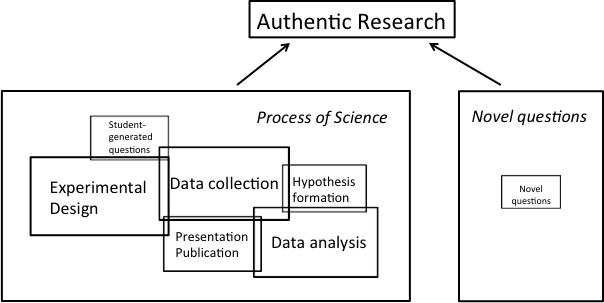 Authentic Research
Process of Science
Novel questions
Student-
generated
questions
Experimental
Design
Data collection
Hypothesis
formation
Presentation
Publication
Data analysis
Novel
questions